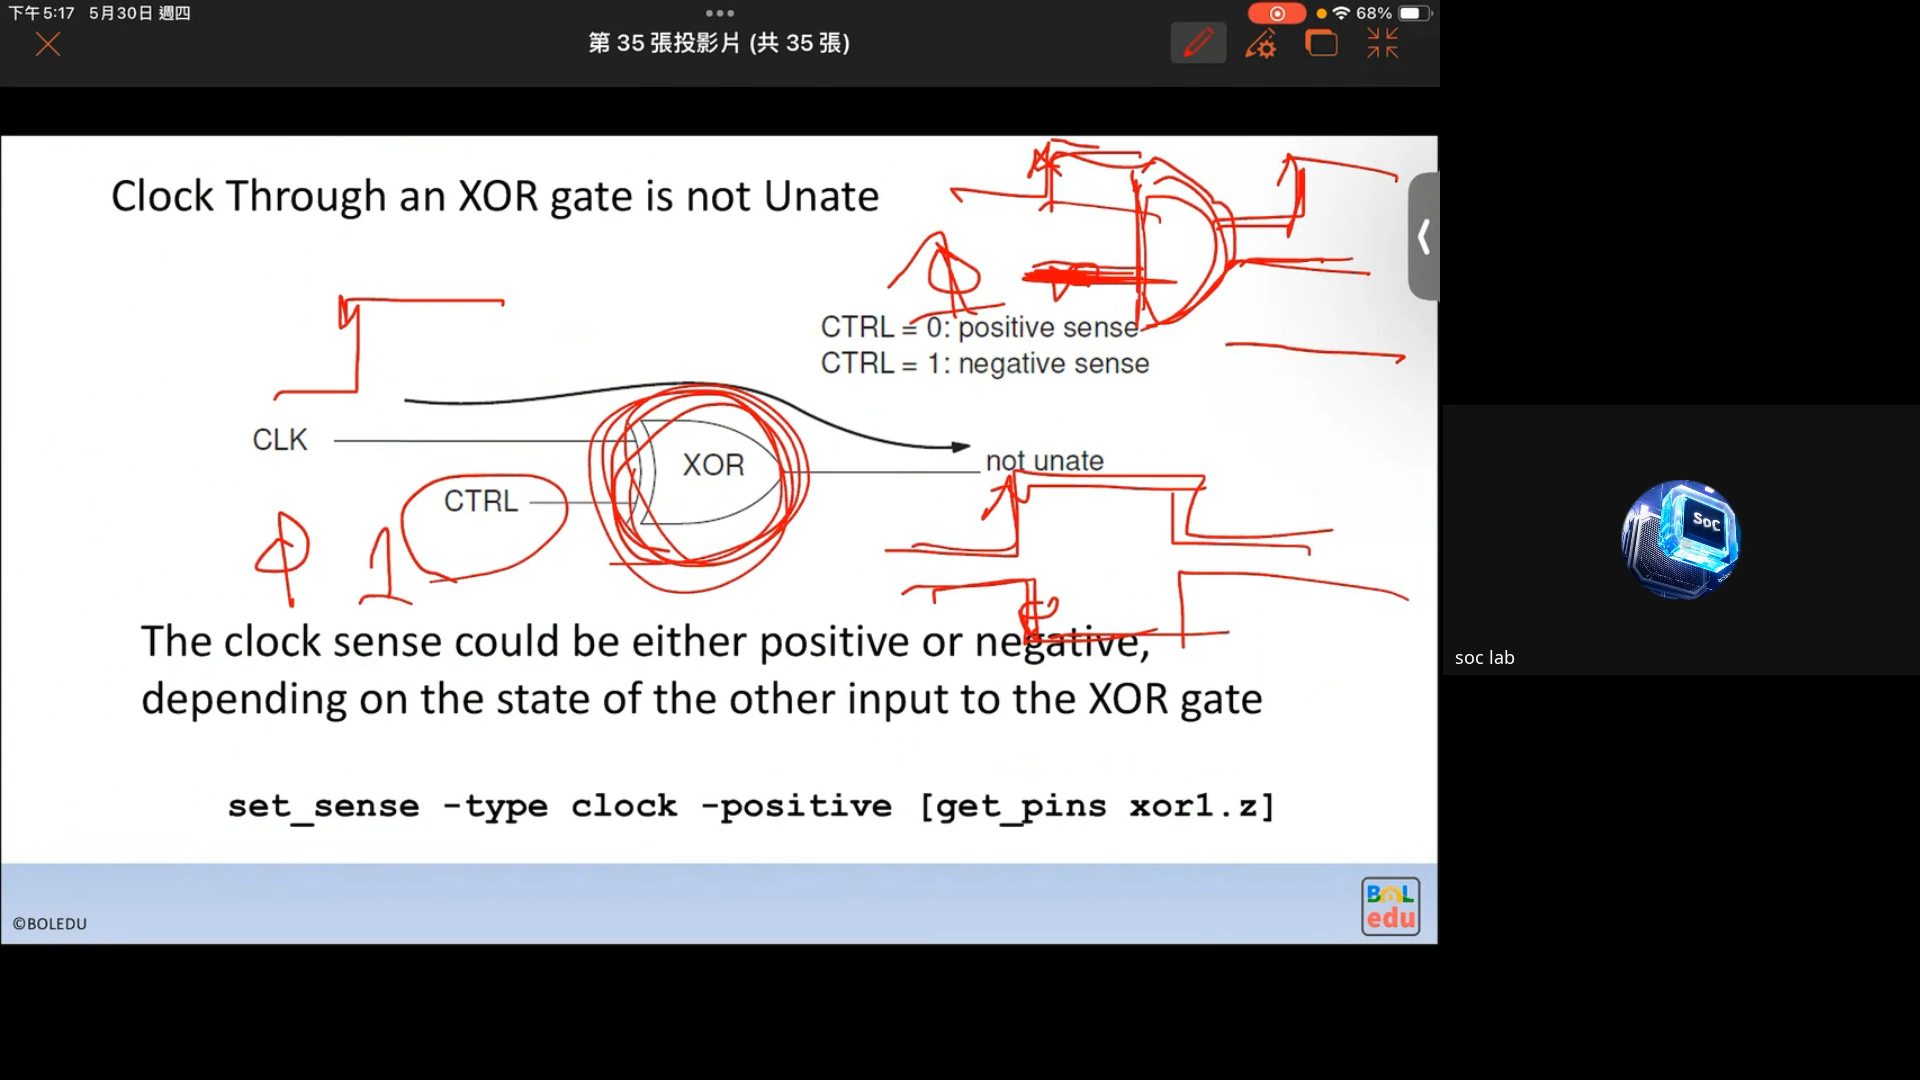 下午5:17 5月30日 週四
68%
第 35 張投影片 (共 35 張)
Clock Through an XOR gate is not Unate
CTRL = 0: positive sense
CTRL = 1: negative sense
CLK
XOR
not unate
CTRL
0 1
The clock sense could be either positive or negative,
depending on the state of the other input to the XOR gate
set_sense -type clock -positive [get_pins xor1.z]
©BOLEDU
BOL
edu
SoC
soc lab